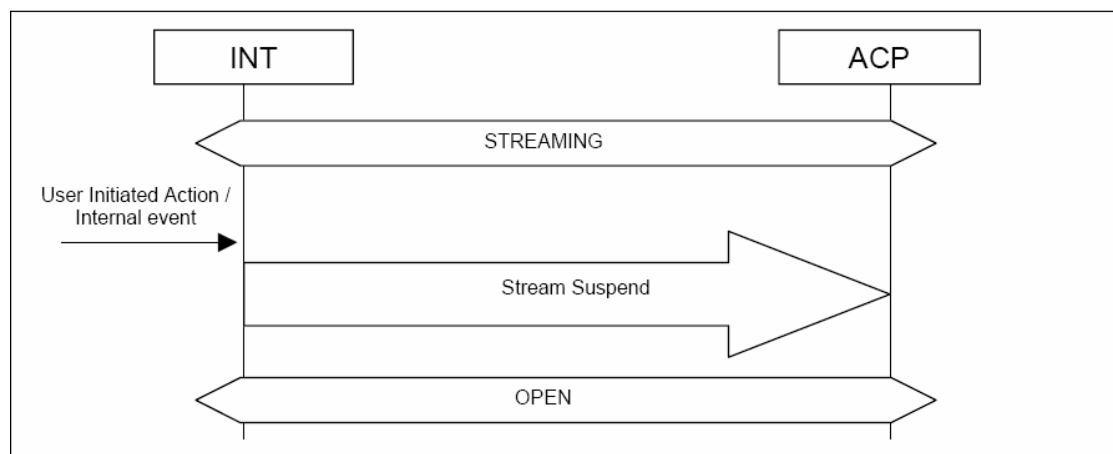 INT
ACP
STREAMING
User Initiated Action /
Internal event
Stream Suspend
OPEN